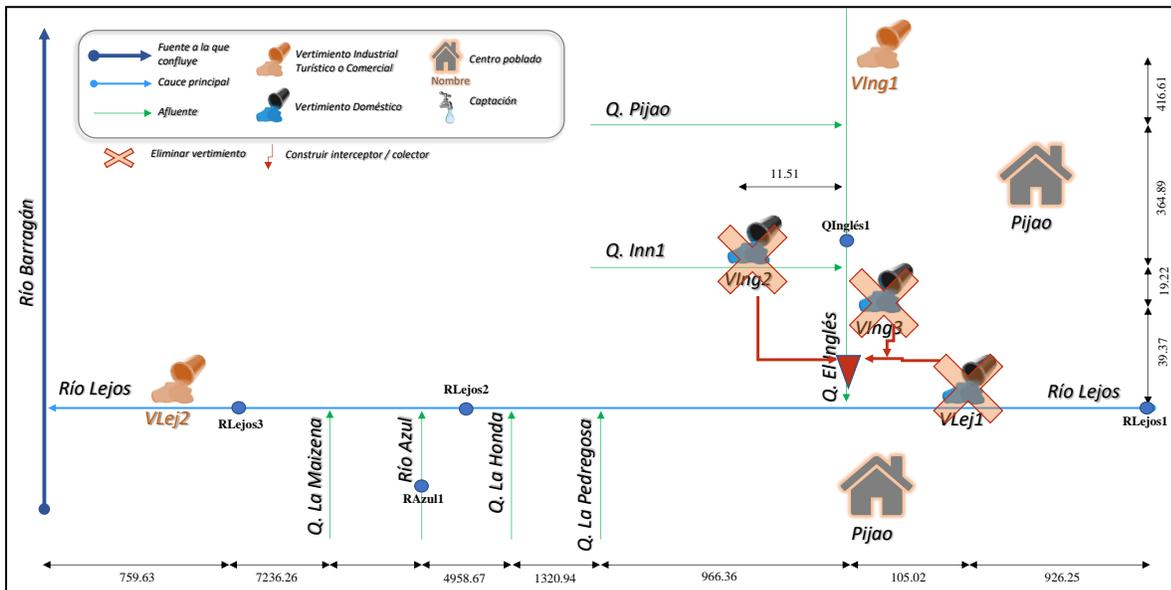 Fuente a la que
confluye
Cauce principal
Afluente
Vertimiento Industrial
Turístico o Comercial
Vertimiento Doméstico
Centro poblado
Nombre
Captación
Eliminar vertimiento
Construir interceptor / colector
VIng1
416.61
Q. Pijao
11.51
364.89
Pijao
Río Barragán
QInglés1
Q. Inn1
VIng2
19.22
VIng3
Q. El Inglés
39.37
Río Lejos
VLej2
RLejos3
RLejos2
VLej1
Río Lejos
RLejos1
Q. La Maizena
Río Azul
RAzul1
Q. La Honda
Q. La Pedregosa
Pijao
759.63
7236.26
4958.67
1320.94
966.36
105.02
926.25